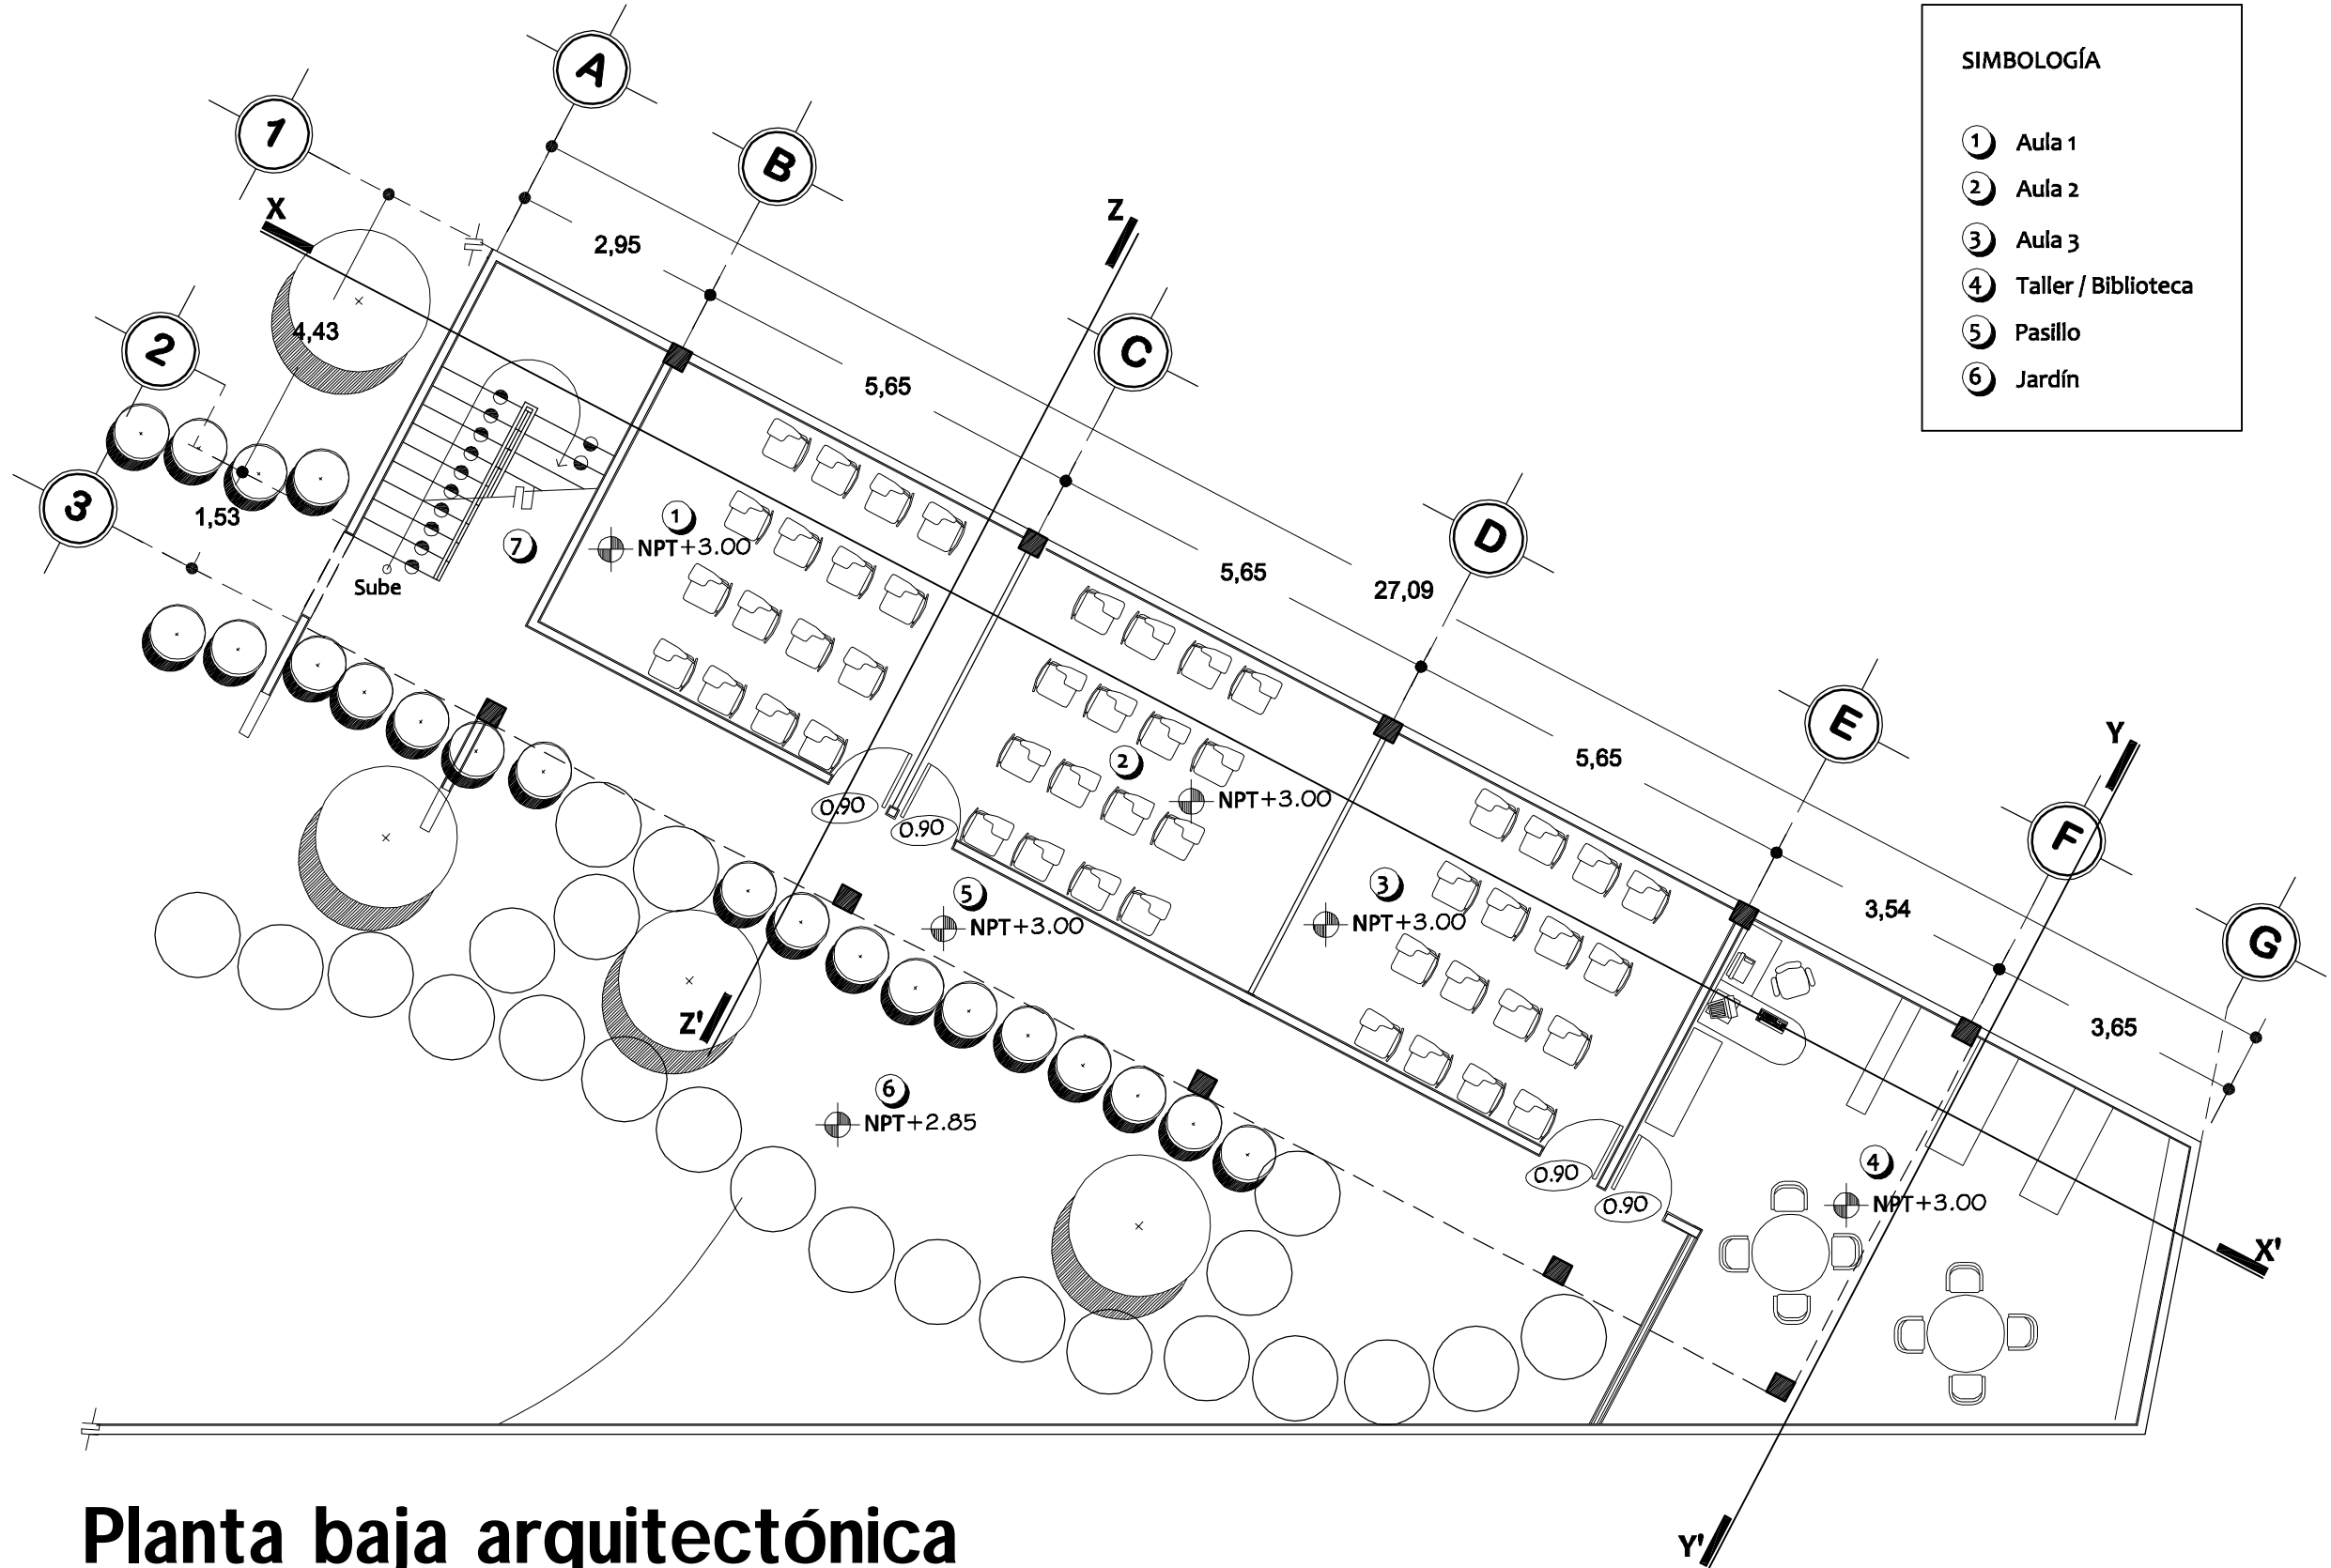 A
1
B
X
2,95
Z
4,43
2
C
5,65
3
1,53
D
1
NPT+3.00
7
5,65
27,09
Sube
E
Y
5,65
2
NPT+3.00
0.90
0.90
F
3
NPT+3.00
5
NPT+3.00
3,54
G
Z'
3,65
6
NPT+2.85
4
NPT+3.00
0.90
0.90
X'
Y'
SIMBOLOGÍA
1 Aula 1
2 Aula 2
3 Aula 3
4 Taller / Biblioteca
5 Pasillo
6 Jardín
Planta baja arquitectónica